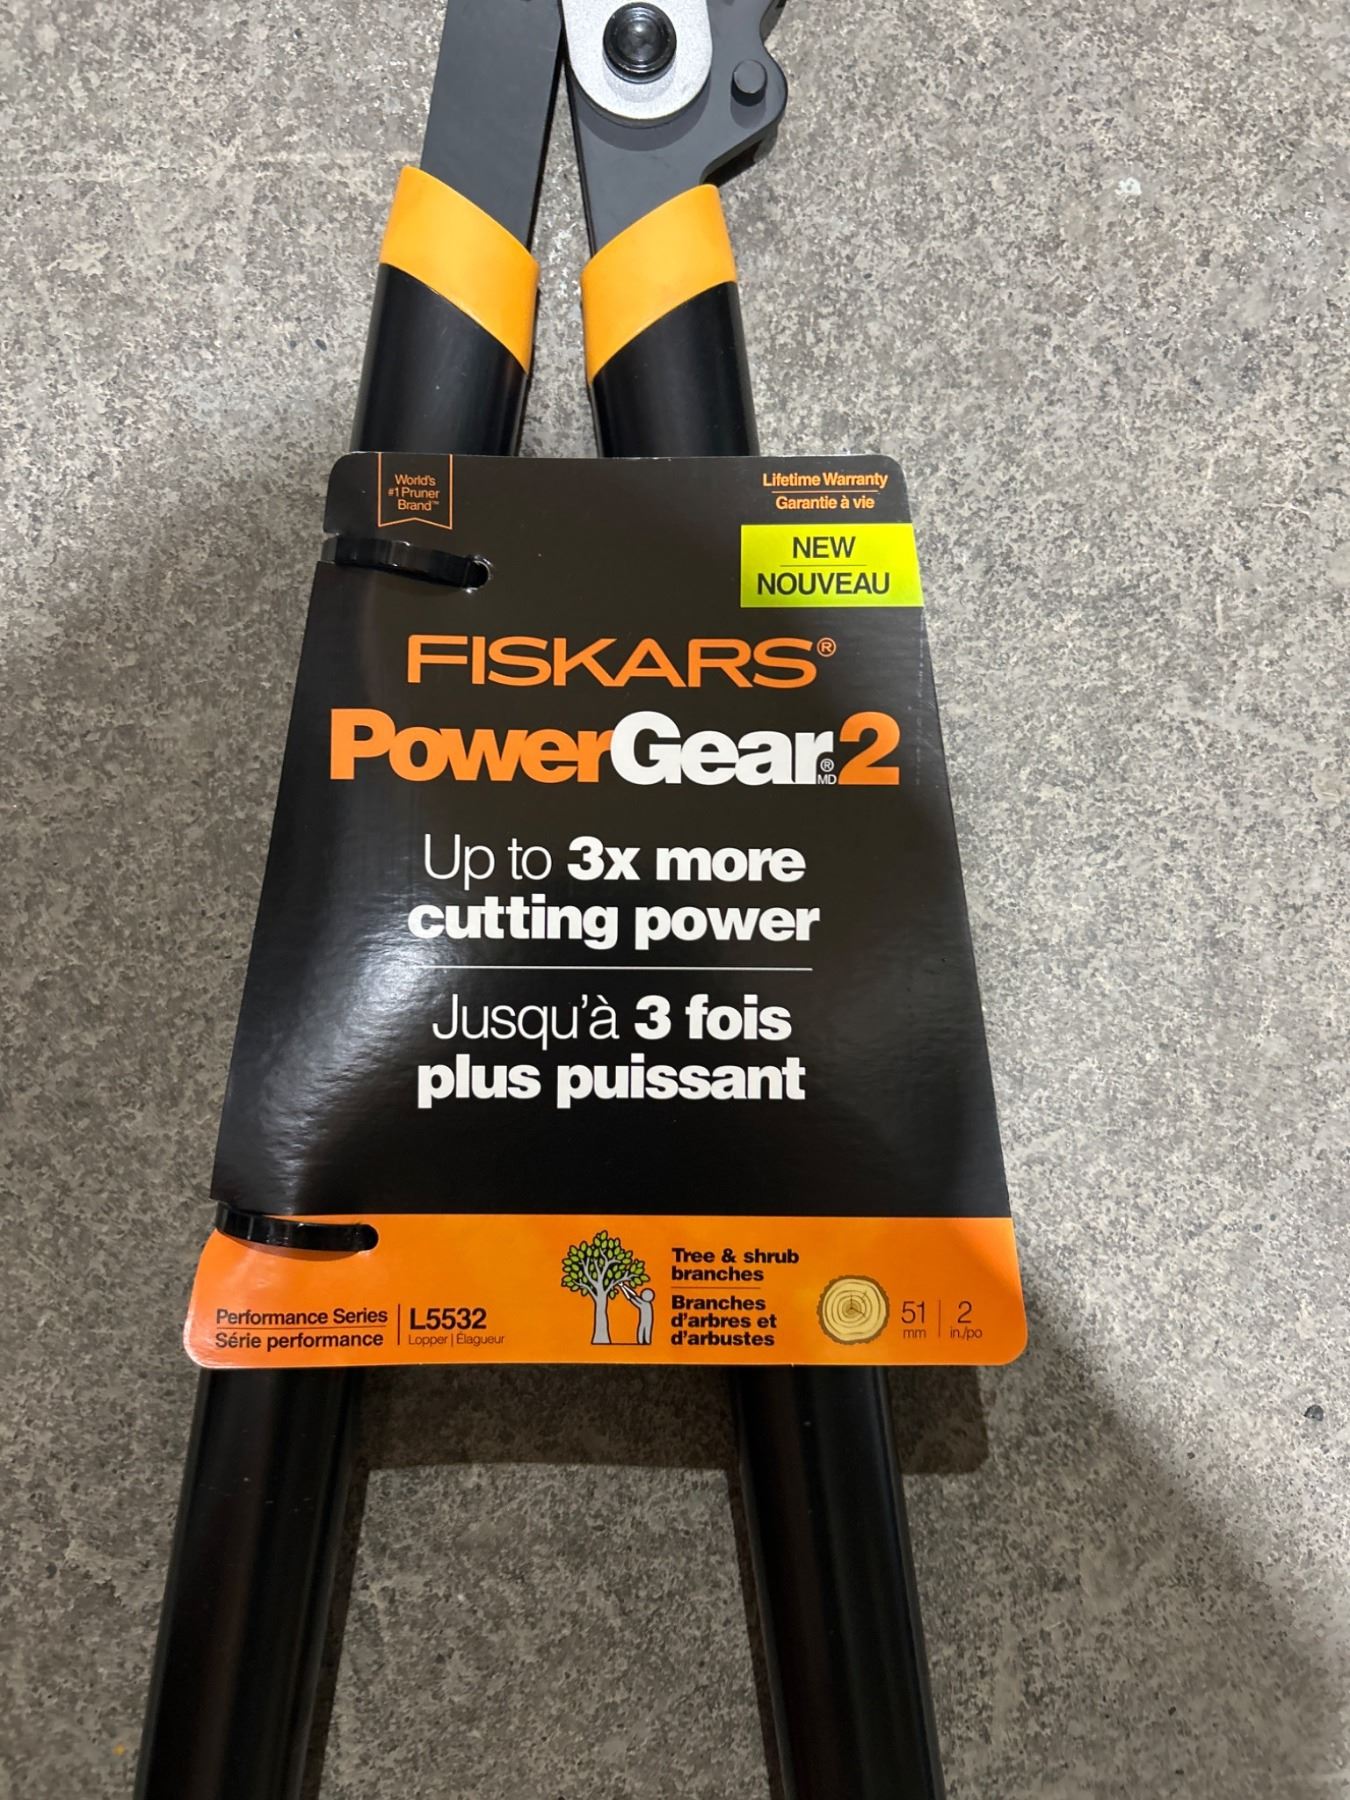 World's
#1 Pruner
Brand™
Lifetime Warranty
Garantie à vie
NEW
NOUVEAU
FISKARS®
PowerGear®MD2
Up to 3x more
cutting power
Jusqu'à 3 fois
plus puissant
Performance Series
Série performance
L5532
Lopper | Élagueur
Tree & shrub
branches
Branches
d'arbres et
d'arbustes
51 | 2
mm in./po